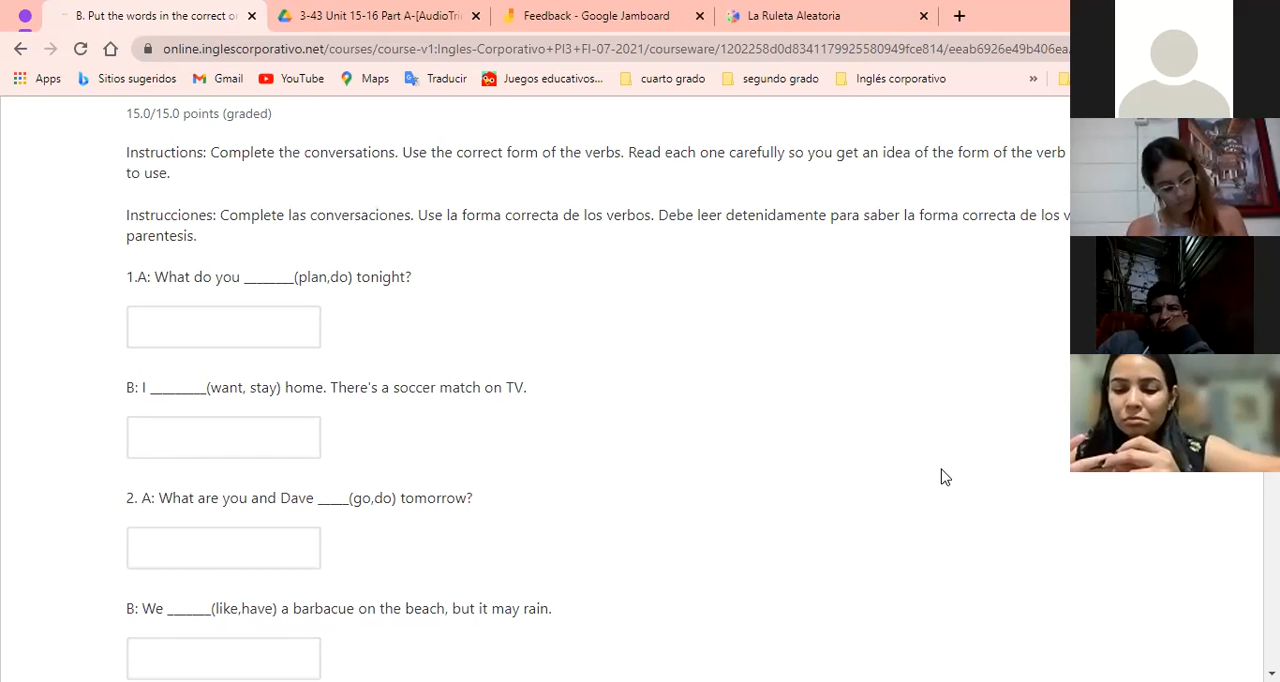 B. Put the words in the correct o
3-43 Unit 15-16 Part A-[AudioTri
Feedback - Google Jamboard
La Ruleta Aleatoria
online.inglescorporativo.net/courses/course-v1:Ingles-Corporativo+PI3+FI-07-2021/courseware/1202258d0d8341179925580949fce814/eeab6926e49b406ea
Apps
Sitios sugeridos
Gmail
YouTube
Maps
Traducir
Juegos educativos...
cuarto grado
segundo grado
Inglés corporativo
15.0/15.0 points (graded)
Instructions: Complete the conversations. Use the correct form of the verbs. Read each one carefully so you get an idea of the form of the verb
to use.
Instrucciones: Complete las conversaciones. Use la forma correcta de los verbos. Debe leer detenidamente para saber la forma correcta de los v
parentesis.
1.A: What do you _______(plan,do) tonight?
B: I ________(want, stay) home. There's a soccer match on TV.
2. A: What are you and Dave ____(go,do) tomorrow?
B: We ______(like,have) a barbacue on the beach, but it may rain.